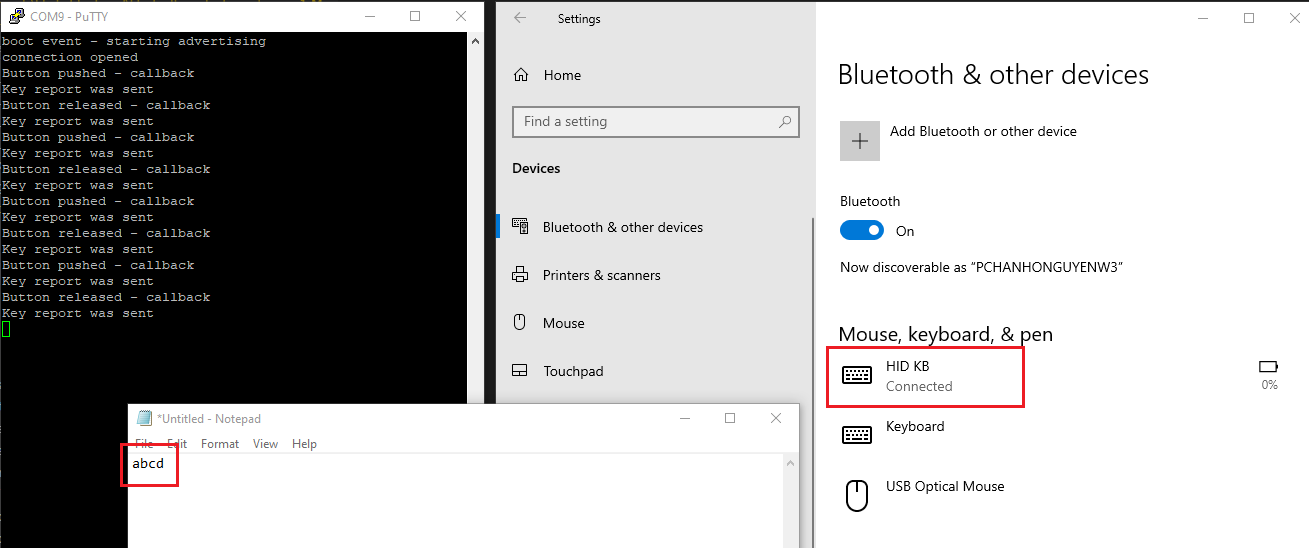 COM9 - PuTTY
boot event - starting advertising
connection opened
Button pushed - callback
Key report was sent
Button released - callback
Key report was sent
Button pushed - callback
Key report was sent
Button released - callback
Key report was sent
Button pushed - callback
Key report was sent
Button released - callback
Key report was sent
Button pushed - callback
Key report was sent
Button released - callback
Key report was sent
*Untitled - Notepad
File Edit Format View Help
abcd
Settings
Home
Find a setting
Devices
Bluetooth & other devices
Printers & scanners
Mouse
Touchpad
Bluetooth & other devices
Add Bluetooth or other device
Bluetooth
On
Now discoverable as “PCHANHONGUYENW3”
Mouse, keyboard, & pen
HID KB
Connected
0%
Keyboard
USB Optical Mouse